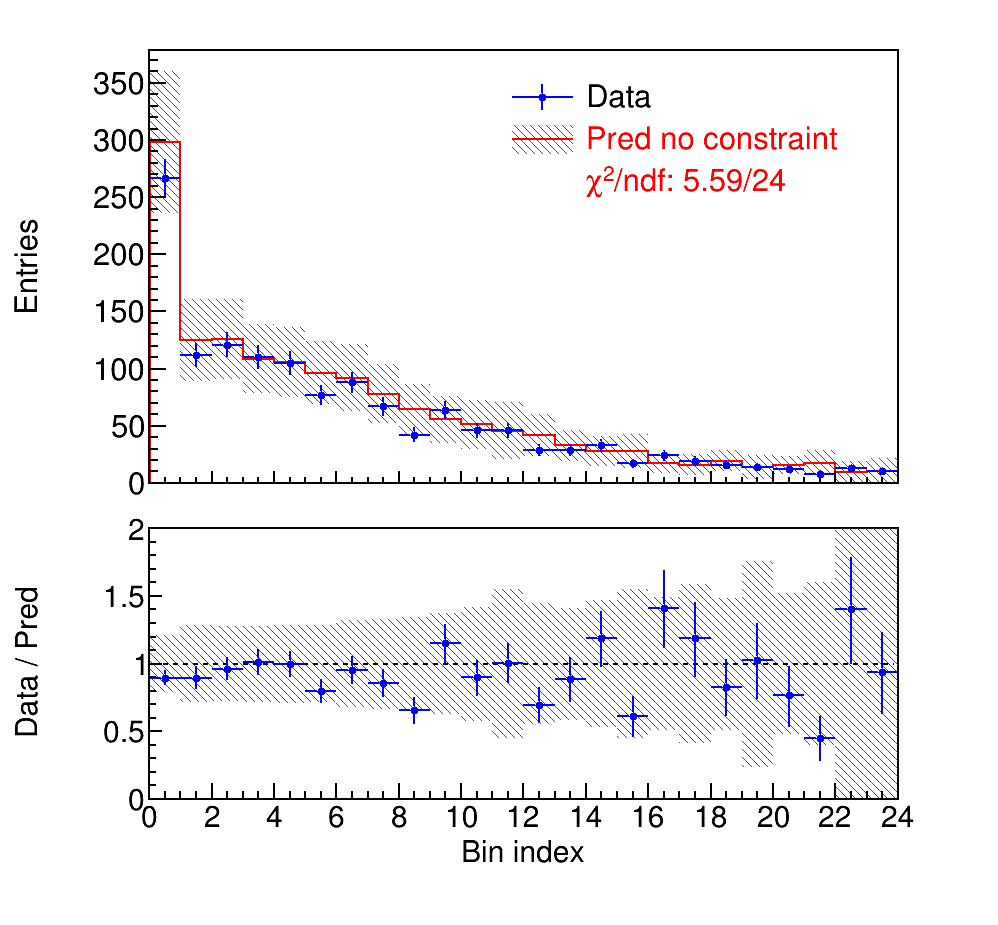 350
300
250
200
150
100
50
0
Entries
Data
Pred no constraint
χ²/ndf: 5.59/24
2
1.5
1
0.5
0
Data / Pred
0 2 4 6 8 10 12 14 16 18 20 22 24
Bin index